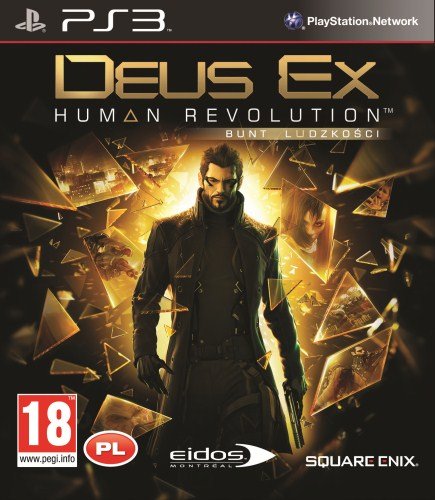 PS3
PlayStation®Network
DEUS EX
HUMAN REVOLUTION™
BUNT LUDZKOŚCI
18
www.pegi.info
PL
eidos
MONTRÉAL
SQUARE ENIX